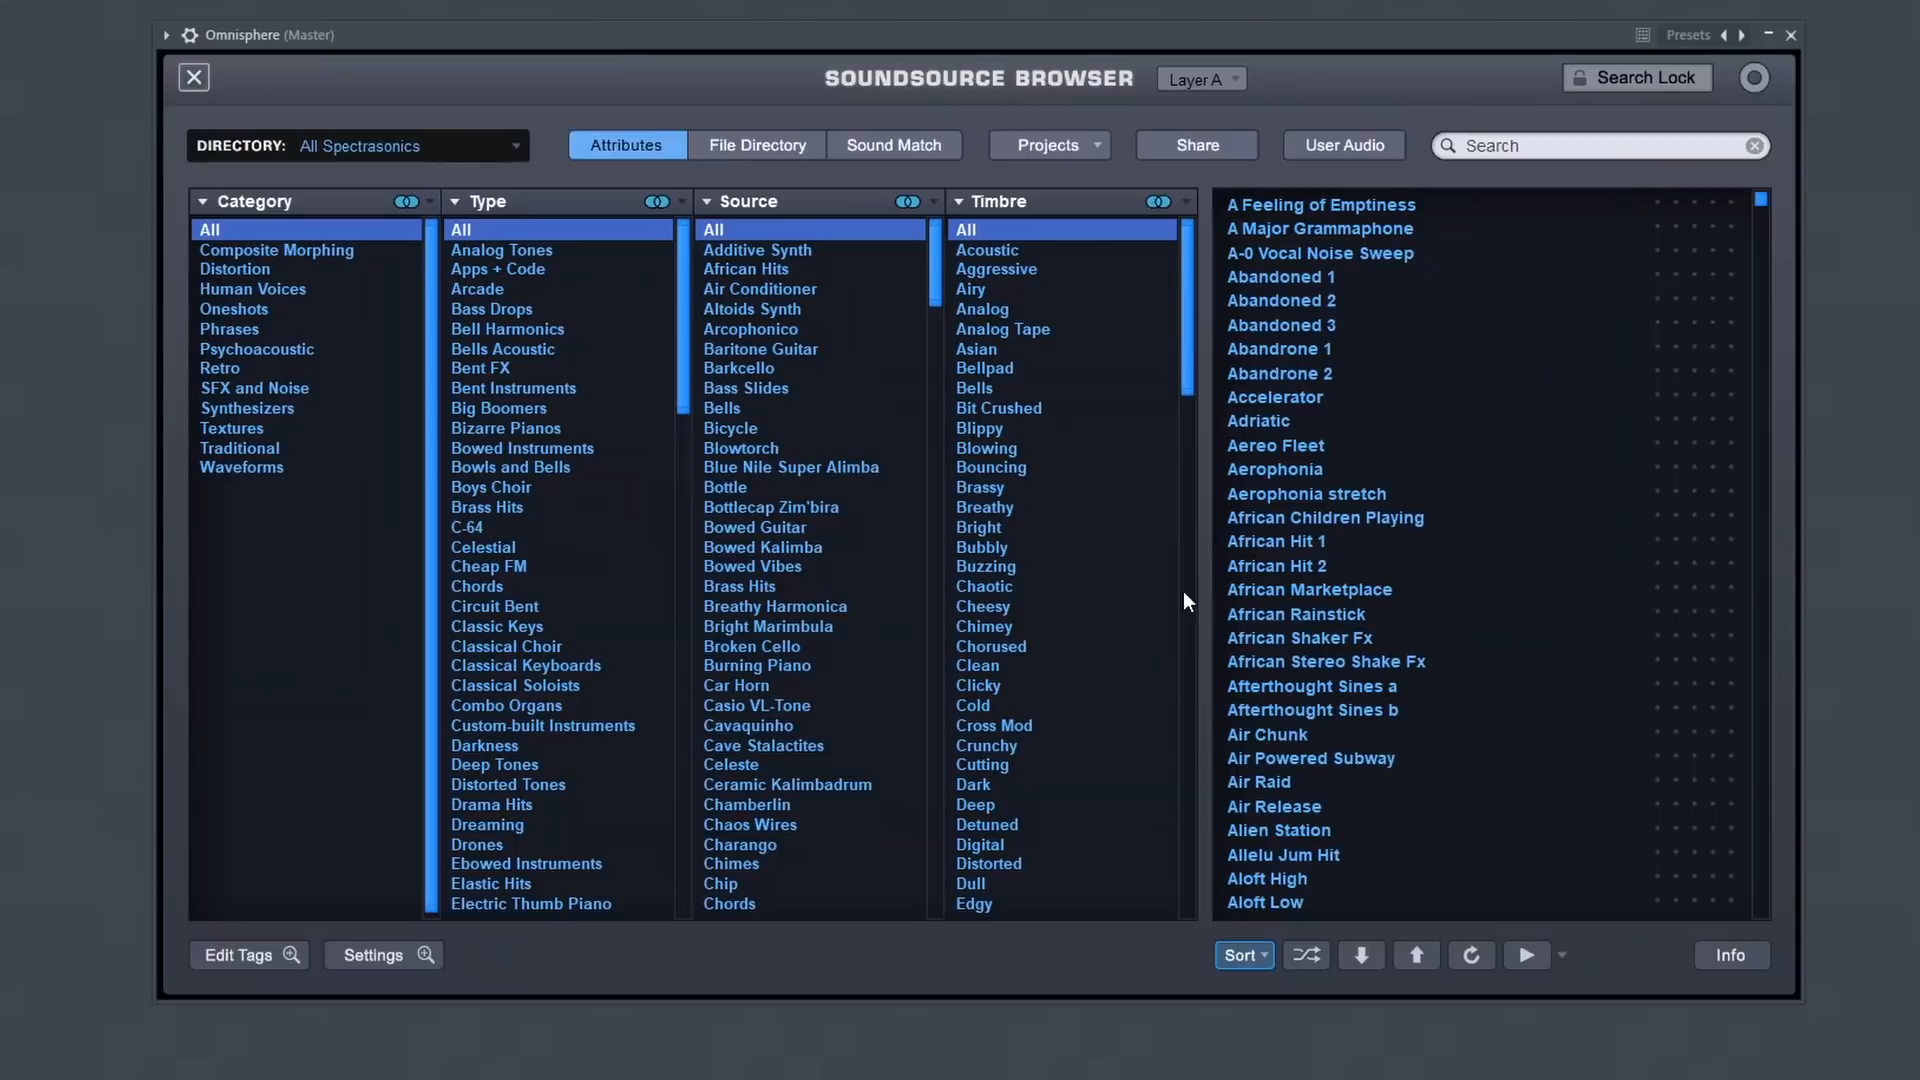 Omnisphere (Master)
Presets
SOUNDSOURCE BROWSER
Layer A
Search Lock
DIRECTORY: All Spectrasonics
Attributes
File Directory
Sound Match
Projects
Share
User Audio
Search
Category
All
Composite Morphing
Distortion
Human Voices
Oneshots
Phrases
Psychoacoustic
Retro
SFX and Noise
Synthesizers
Textures
Traditional
Waveforms
Type
All
Analog Tones
Apps + Code
Arcade
Bass Drops
Bell Harmonics
Bells Acoustic
Bent FX
Bent Instruments
Big Boomers
Bizarre Pianos
Bowed Instruments
Bowls and Bells
Boys Choir
Brass Hits
C-64
Celestial
Cheap FM
Chords
Circuit Bent
Classic Keys
Classical Choir
Classical Keyboards
Classical Soloists
Combo Organs
Custom-built Instruments
Darkness
Deep Tones
Distorted Tones
Drama Hits
Dreaming
Drones
Ebowed Instruments
Elastic Hits
Electric Thumb Piano
Source
All
Additive Synth
African Hits
Air Conditioner
Altoids Synth
Arcophonico
Baritone Guitar
Barkcello
Bass Slides
Bells
Bicycle
Blowtorch
Blue Nile Super Alimba
Bottle
Bottlecap Zim'bira
Bowed Guitar
Bowed Kalimba
Bowed Vibes
Brass Hits
Breathy Harmonica
Bright Marimbula
Broken Cello
Burning Piano
Car Horn
Casio VL-Tone
Cavaquinho
Cave Stalactites
Celeste
Ceramic Kalimbadrum
Chamberlin
Chaos Wires
Charango
Chimes
Chip
Chords
Timbre
All
Acoustic
Aggressive
Airy
Analog
Analog Tape
Asian
Bellpad
Bells
Bit Crushed
Blippy
Blowing
Bouncing
Brassy
Breathy
Bright
Bubbly
Buzzing
Chaotic
Cheesy
Chimey
Chorused
Clean
Clicky
Cold
Cross Mod
Crunchy
Cutting
Dark
Deep
Detuned
Digital
Distorted
Dull
Edgy
A Feeling of Emptiness
A Major Grammaphone
A-0 Vocal Noise Sweep
Abandoned 1
Abandoned 2
Abandoned 3
Abandrone 1
Abandrone 2
Accelerator
Adriatic
Aereo Fleet
Aerophonia
Aerophonia stretch
African Children Playing
African Hit 1
African Hit 2
African Marketplace
African Rainstick
African Shaker Fx
African Stereo Shake Fx
Afterthought Sines a
Afterthought Sines b
Air Chunk
Air Powered Subway
Air Raid
Air Release
Alien Station
Allelu Jum Hit
Aloft High
Aloft Low
Edit Tags
Settings
Sort
Info